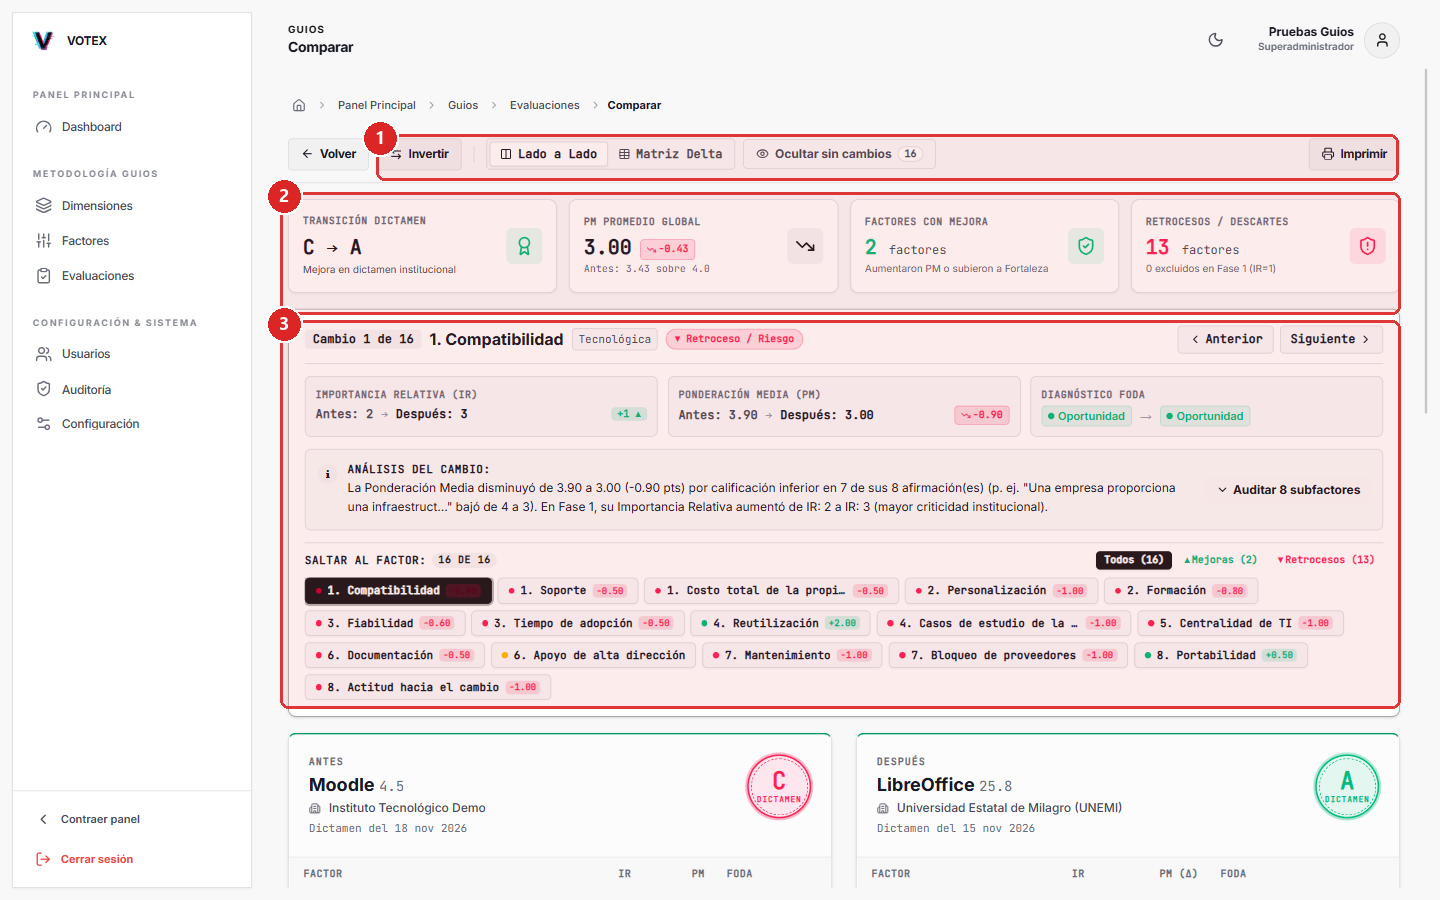 VOTEX
PANEL PRINCIPAL
Dashboard
METODOLOGÍA GUIOS
Dimensiones
Factores
Evaluaciones
CONFIGURACIÓN & SISTEMA
Usuarios
Auditoría
Configuración
Contraer panel
Cerrar sesión
GUIOS
Comparar
Pruebas Guios
Superadministrador
Panel Principal > Guios > Evaluaciones > Comparar
1
Volver
Invertir
Lado a Lado
Matriz Delta
Ocultar sin cambios 16
Imprimir
2
TRANSICIÓN DICTAMEN
C → A
Mejora en dictamen institucional
PM PROMEDIO GLOBAL
3.00 -0.43
Antes: 3.43 sobre 4.0
FACTORES CON MEJORA
2 factores
Aumentaron PM o subieron a Fortaleza
RETROCESOS / DESCARTES
13 factores
0 excluidos en Fase 1 (IR=1)
3
Cambio 1 de 16 1. Compatibilidad Tecnológica ▼ Retroceso / Riesgo
Anterior
Siguiente
IMPORTANCIA RELATIVA (IR)
Antes: 2 → Después: 3 +1 ▲
PONDERACIÓN MEDIA (PM)
Antes: 3.90 → Después: 3.00 -0.90
DIAGNÓSTICO FODA
Oportunidad → Oportunidad
ANÁLISIS DEL CAMBIO:
La Ponderación Media disminuyó de 3.90 a 3.00 (-0.90 pts) por calificación inferior en 7 de sus 8 afirmación(es) (p. ej. "Una empresa proporciona
una infraestruct..." bajó de 4 a 3). En Fase 1, su Importancia Relativa aumentó de IR: 2 a IR: 3 (mayor criticidad institucional).
Auditar 8 subfactores
SALTAR AL FACTOR: 16 DE 16
Todos (16) ▲Mejoras (2) ▼Retrocesos (13)
1. Compatibilidad
1. Soporte -0.50
1. Costo total de la propi… -0.50
2. Personalización -1.00
2. Formación -0.80
3. Fiabilidad -0.60
3. Tiempo de adopción -0.50
4. Reutilización +2.00
4. Casos de estudio de la … -1.00
5. Centralidad de TI -1.00
6. Documentación -0.50
6. Apoyo de alta dirección
7. Mantenimiento -1.00
7. Bloqueo de proveedores -1.00
8. Portabilidad +0.50
8. Actitud hacia el cambio -1.00
ANTES
Moodle 4.5
Instituto Tecnológico Demo
Dictamen del 18 nov 2026
C
DICTAMEN
FACTOR IR PM FODA
DESPUÉS
LibreOffice 25.8
Universidad Estatal de Milagro (UNEMI)
Dictamen del 15 nov 2026
A
DICTAMEN
FACTOR IR PM (Δ) FODA